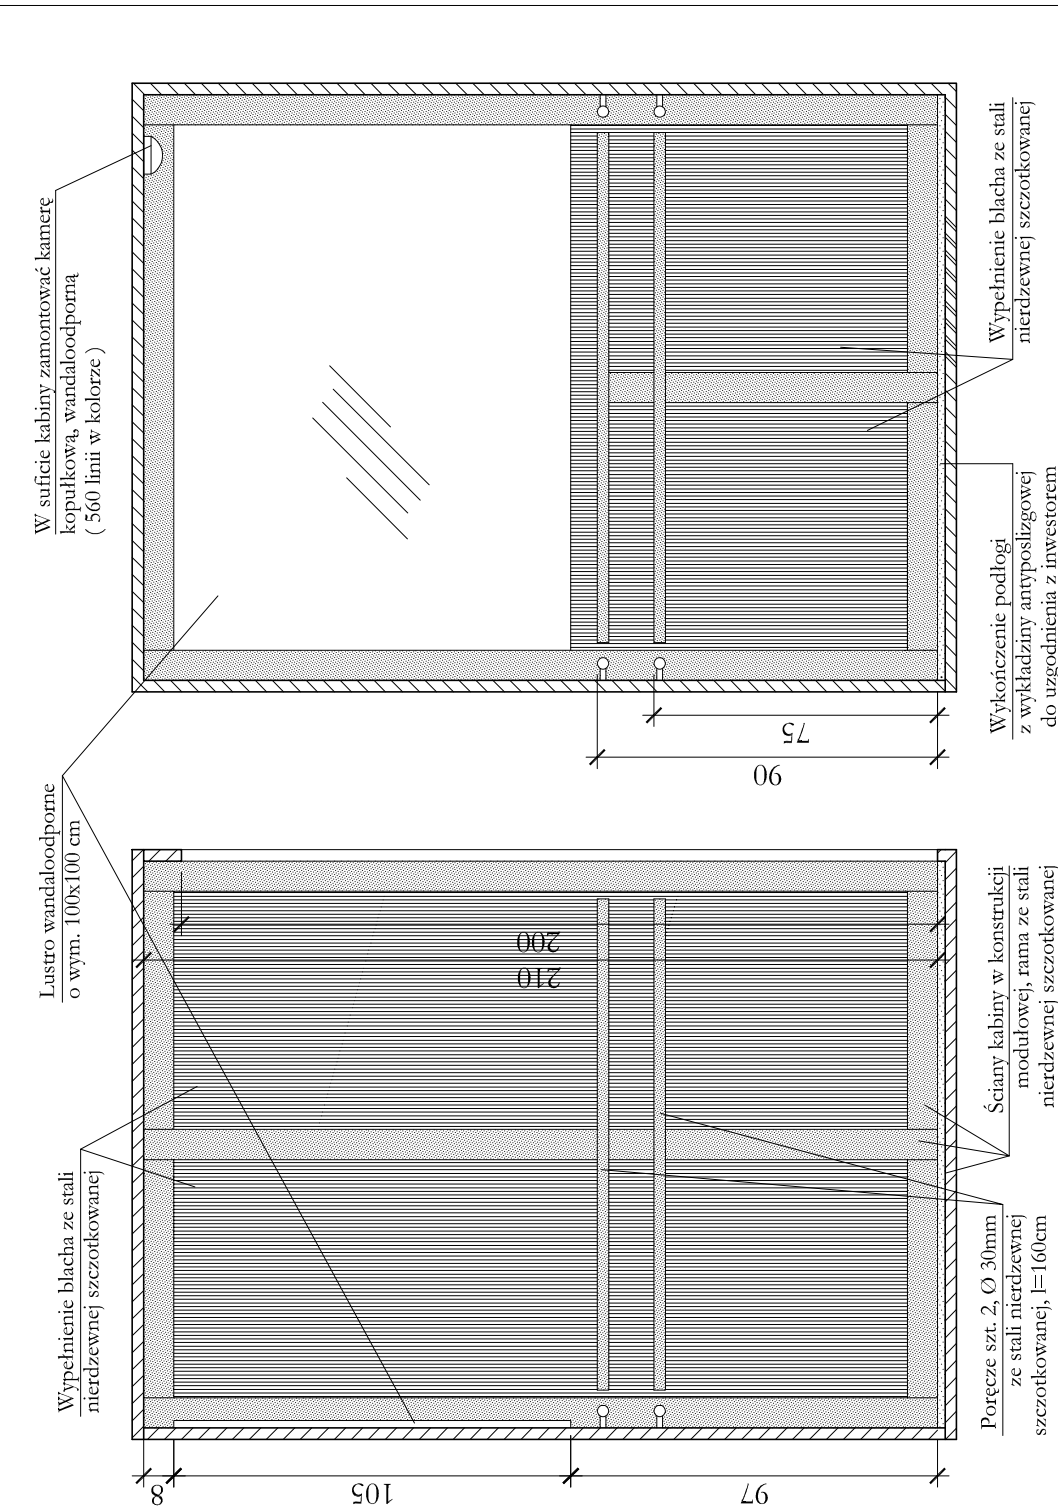 W suficie kabiny zamontować kamerę
kopułkową, wandaloodporną
( 560 linii w kolorze )
Lustro wandaloodporne
o wym. 100x100 cm
Wypełnienie blacha ze stali
nierdzewnej szczotkowanej
Wypełnienie blacha ze stali
nierdzewnej szczotkowanej
Wykończenie podłogi
z wykładziny antyposlizgowej
do uzgodnienia z inwestorem
Ściany kabiny w konstrukcji
modułowej, rama ze stali
nierdzewnej szczotkowanej
Poręcze szt. 2, Ø 30mm
ze stali nierdzewnej
szczotkowanej, l=160cm
75
90
200
210
8
105
97